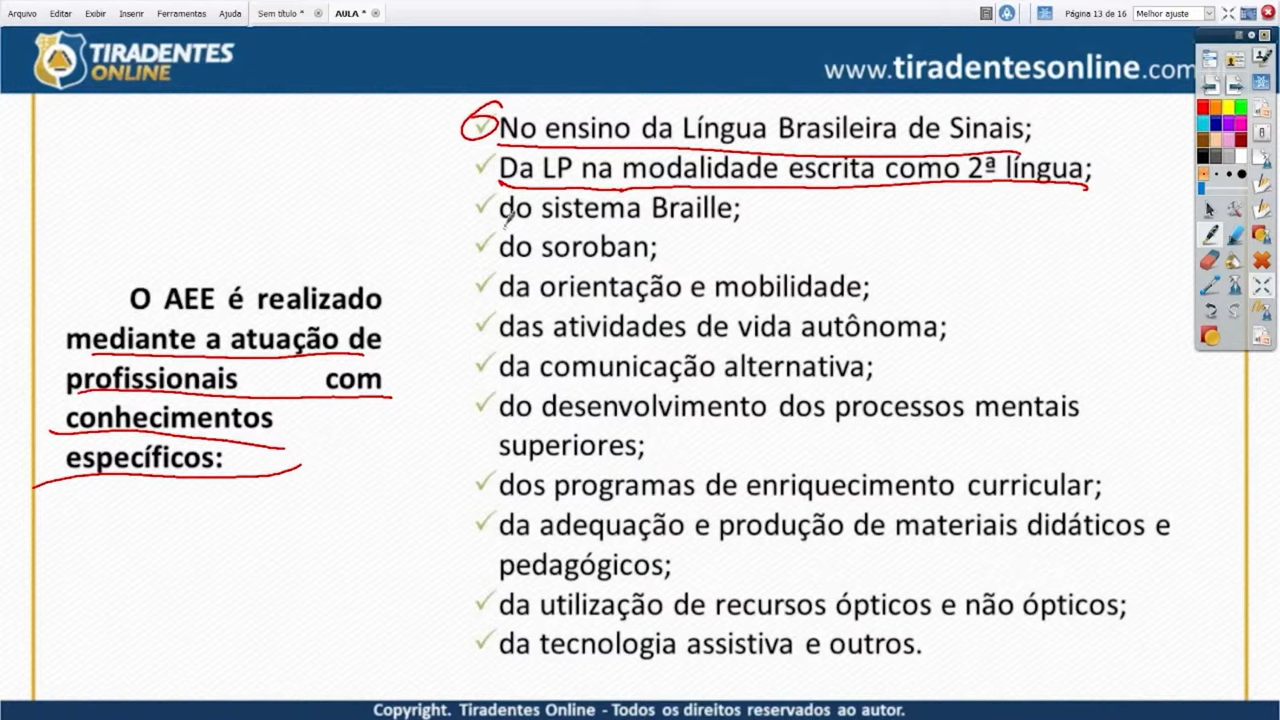 Arquivo Editar Exibir Inserir Ferramentas Ajuda Sem título * AULA * Página 13 de 16 Melhor ajuste
TIRADENTES
ONLINE
www.tiradentesonline.com
O AEE é realizado
mediante a atuação de
profissionais com
conhecimentos
específicos:
6
No ensino da Língua Brasileira de Sinais;
Da LP na modalidade escrita como 2ª língua;
do sistema Braille;
do soroban;
da orientação e mobilidade;
das atividades de vida autônoma;
da comunicação alternativa;
do desenvolvimento dos processos mentais
superiores;
dos programas de enriquecimento curricular;
da adequação e produção de materiais didáticos e
pedagógicos;
da utilização de recursos ópticos e não ópticos;
da tecnologia assistiva e outros.
Copyright. Tiradentes Online - Todos os direitos reservados ao autor.